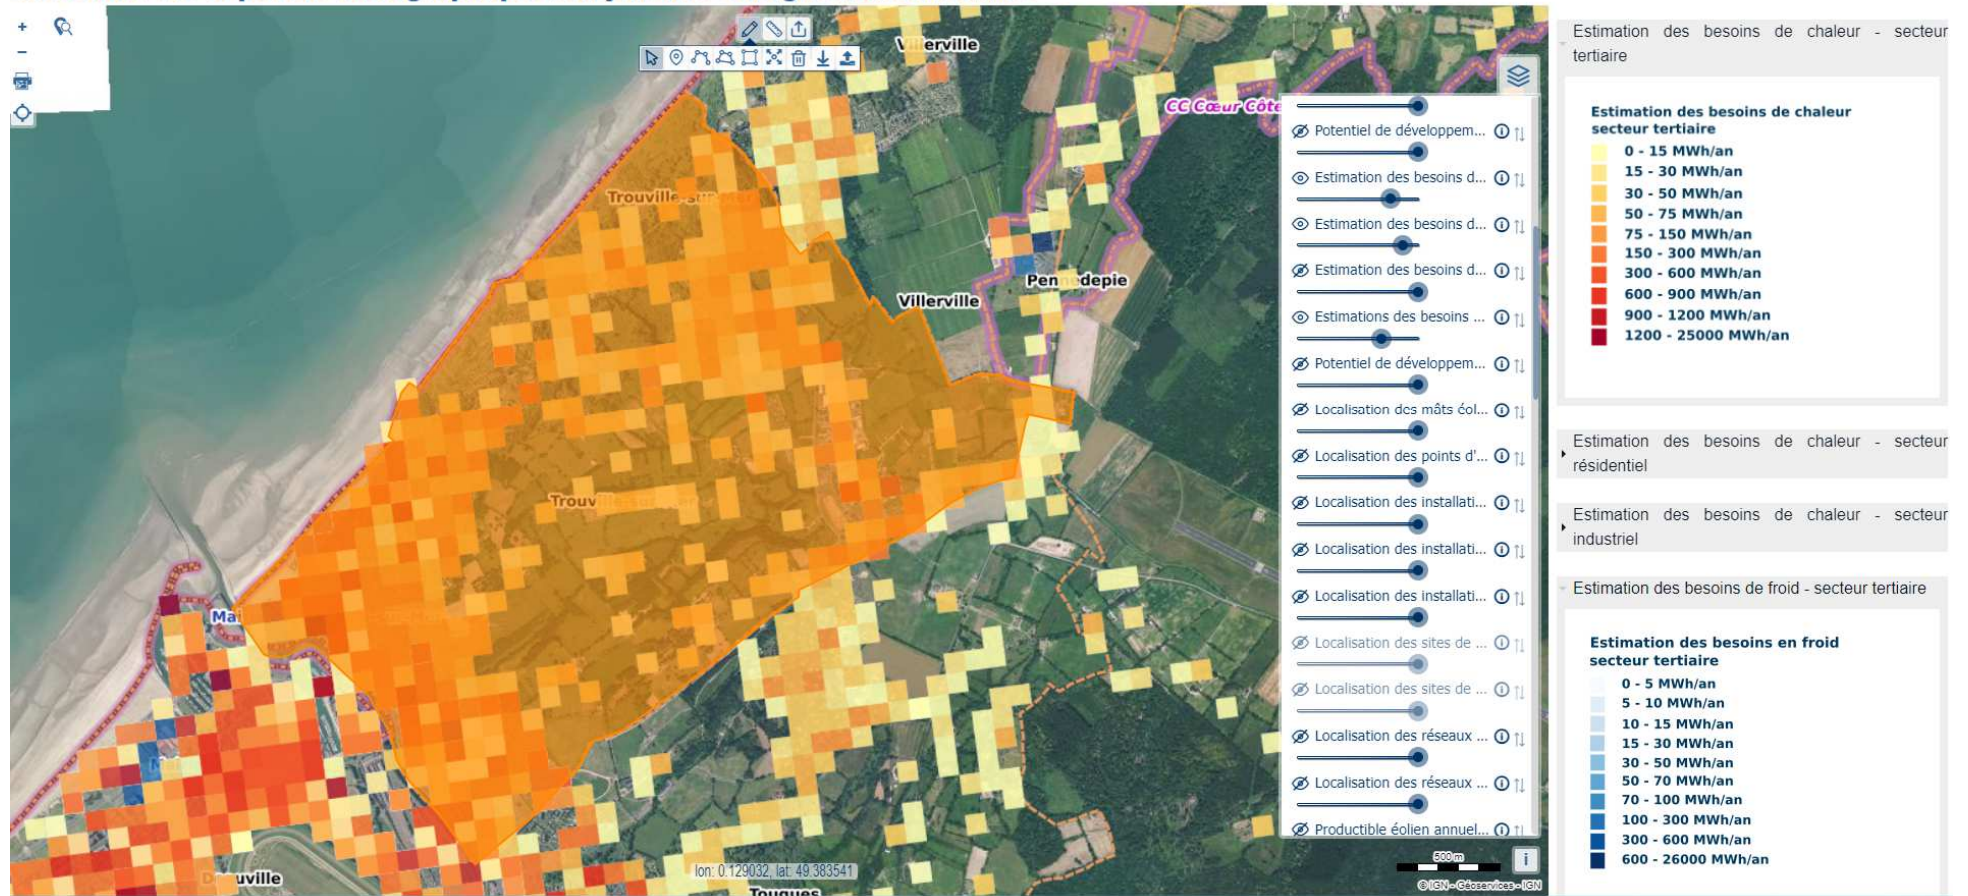 Villerville
CC Cœur Côte
Trouville-sur-mer
Pennedepie
Villerville
Trouv
Mai
uville
Touques
lon: 0.129032, lat: 49.383541
500 m
© IGN - Géoservices - IGN
i
Potentiel de développem...
Estimation des besoins d...
Estimation des besoins d...
Estimation des besoins d...
Estimations des besoins ...
Potentiel de développem...
Localisation des mâts éol...
Localisation des points d'...
Localisation des installati...
Localisation des installati...
Localisation des installati...
Localisation des sites de ...
Localisation des sites de ...
Localisation des réseaux ...
Localisation des réseaux ...
Productible éolien annuel...
Estimation des besoins de chaleur - secteur
tertiaire
Estimation des besoins de chaleur
secteur tertiaire
0 - 15 MWh/an
15 - 30 MWh/an
30 - 50 MWh/an
50 - 75 MWh/an
75 - 150 MWh/an
150 - 300 MWh/an
300 - 600 MWh/an
600 - 900 MWh/an
900 - 1200 MWh/an
1200 - 25000 MWh/an
Estimation des besoins de chaleur - secteur
résidentiel
Estimation des besoins de chaleur - secteur
industriel
Estimation des besoins de froid - secteur tertiaire
Estimation des besoins en froid
secteur tertiaire
0 - 5 MWh/an
5 - 10 MWh/an
10 - 15 MWh/an
15 - 30 MWh/an
30 - 50 MWh/an
50 - 70 MWh/an
70 - 100 MWh/an
100 - 300 MWh/an
300 - 600 MWh/an
600 - 26000 MWh/an